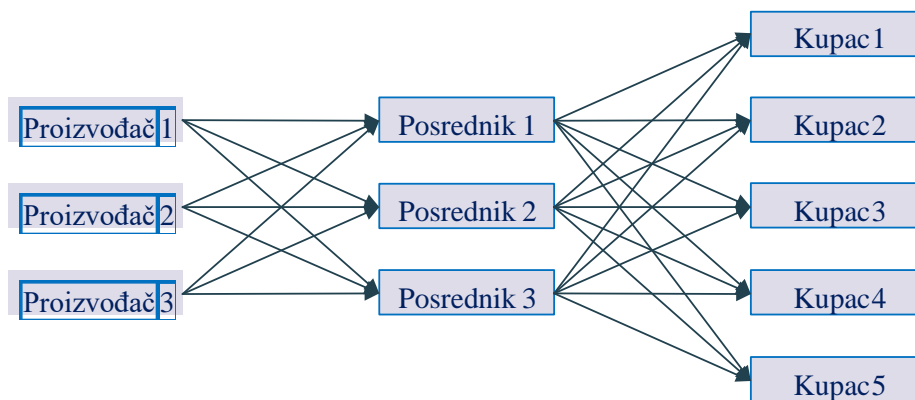 Proizvođač 1
Proizvođač 2
Proizvođač 3
Posrednik 1
Posrednik 2
Posrednik 3
Kupac1
Kupac2
Kupac3
Kupac4
Kupac5